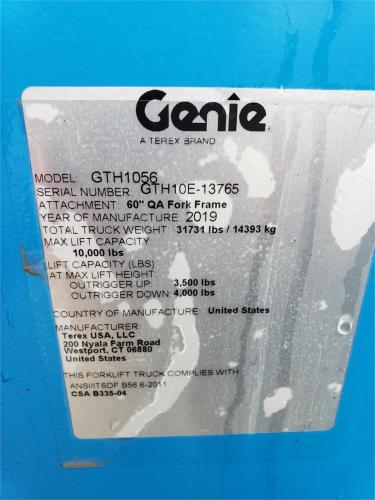 Genie
A TEREX BRAND
MODEL: GTH1056
SERIAL NUMBER: GTH10E-13765
ATTACHMENT: 60" QA Fork Frame
YEAR OF MANUFACTURE: 2019
TOTAL TRUCK WEIGHT: 31731 lbs / 14393 kg
MAX LIFT CAPACITY
10,000 lbs
LIFT CAPACITY (LBS)
AT MAX LIFT HEIGHT:
OUTRIGGER UP: 3,500 lbs
OUTRIGGER DOWN: 4,000 lbs
COUNTRY OF MANUFACTURE: United States
MANUFACTURER:
Terex USA, LLC
200 Nyala Farm Road
Westport, CT 06880
United States
THIS FORKLIFT TRUCK COMPLIES WITH
ANSI/ITSDF B56.6-2011
CSA B335-04